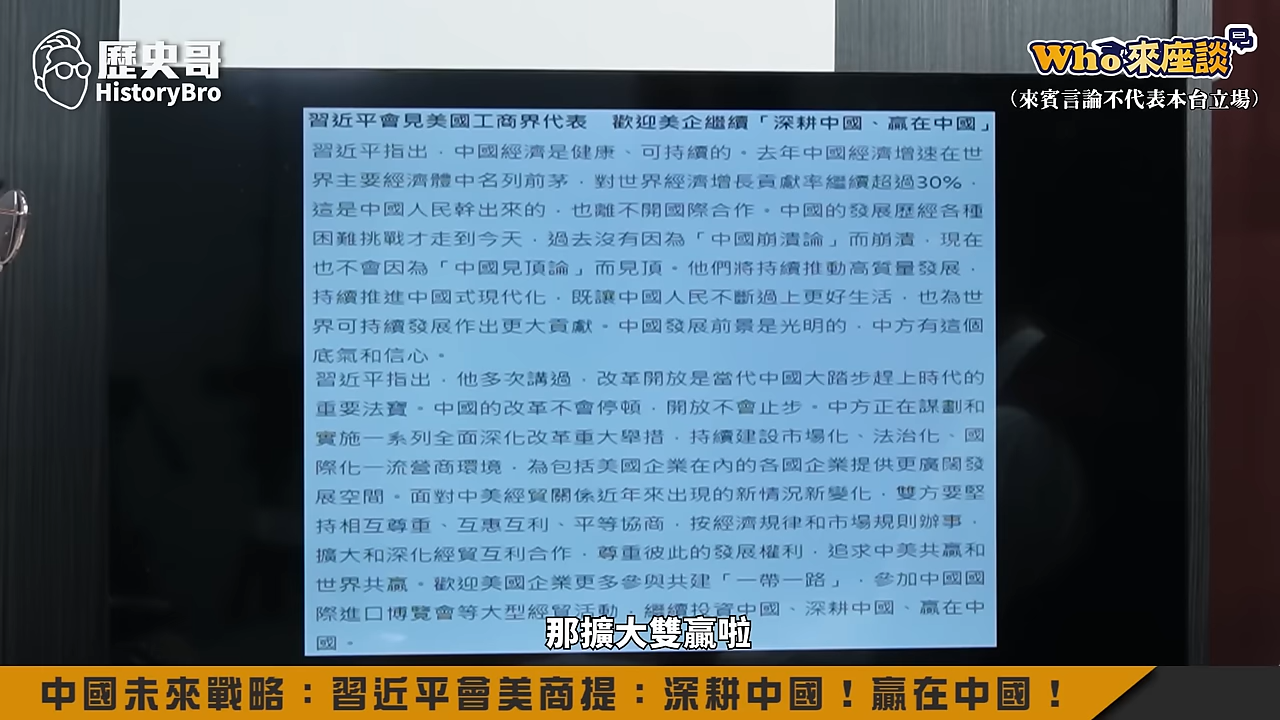 歷史哥
HistoryBro
Who來座談
（來賓言論不代表本台立場）
習近平會見美國工商界代表　歡迎美企繼續「深耕中國、贏在中國」
習近平指出，中國經濟是健康、可持續的。去年中國經濟增速在世
界主要經濟體中名列前茅，對世界經濟增長貢獻率繼續超過30%，
這是中國人民幹出來的，也離不開國際合作。中國的發展歷經各種
困難挑戰才走到今天，過去沒有因為「中國崩潰論」而崩潰，現在
也不會因為「中國見頂論」而見頂。他們將持續推動高質量發展，
持續推進中國式現代化，既讓中國人民不斷過上更好生活，也為世
界可持續發展作出更大貢獻。中國發展前景是光明的，中方有這個
底氣和信心。
習近平指出，他多次講過，改革開放是當代中國大踏步趕上時代的
重要法寶。中國的改革不會停頓，開放不會止步。中方正在謀劃和
實施一系列全面深化改革重大舉措，持續建設市場化、法治化、國
際化一流營商環境，為包括美國企業在內的各國企業提供更廣闊發
展空間。面對中美經貿關係近年來出現的新情況新變化，雙方要堅
持相互尊重、互惠互利、平等協商，按經濟規律和市場規則辦事，
擴大和深化經貿互利合作，尊重彼此的發展權利，追求中美共贏和
世界共贏。歡迎美國企業更多參與共建「一帶一路」，參加中國國
際進口博覽會等大型經貿活動，繼續投資中國、深耕中國、贏在中
國。
那擴大雙贏啦
中國未來戰略：習近平會美商提：深耕中國！贏在中國！